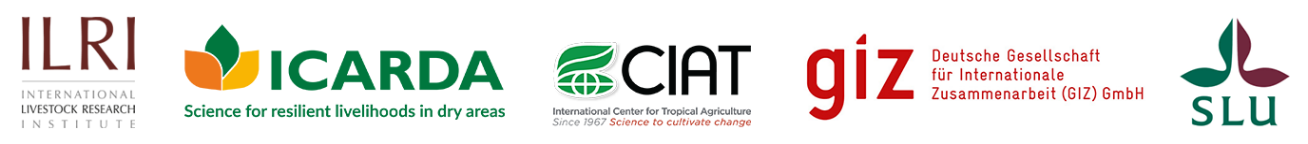 ILRI
INTERNATIONAL
LIVESTOCK RESEARCH
INSTITUTE
ICARDA
Science for resilient livelihoods in dry areas
CIAT
International Center for Tropical Agriculture
Since 1967 Science to cultivate change
giz
Deutsche Gesellschaft
für Internationale
Zusammenarbeit (GIZ) GmbH
SLU